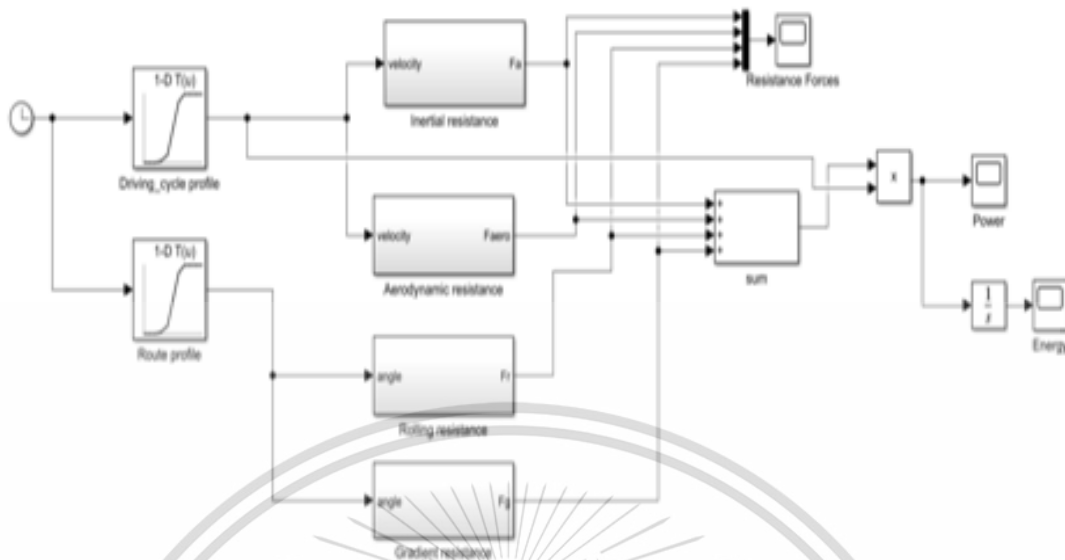 1-D T(u)
Driving_cycle profile
1-D T(u)
Route profile
velocity
Fa
Inertial resistance
velocity
Faero
Aerodynamic resistance
angle
Fr
Rolling resistance
angle
Fg
Gradient resistance
Resistance Forces
+
+
+
+
sum
x
Power
1
s
Energy